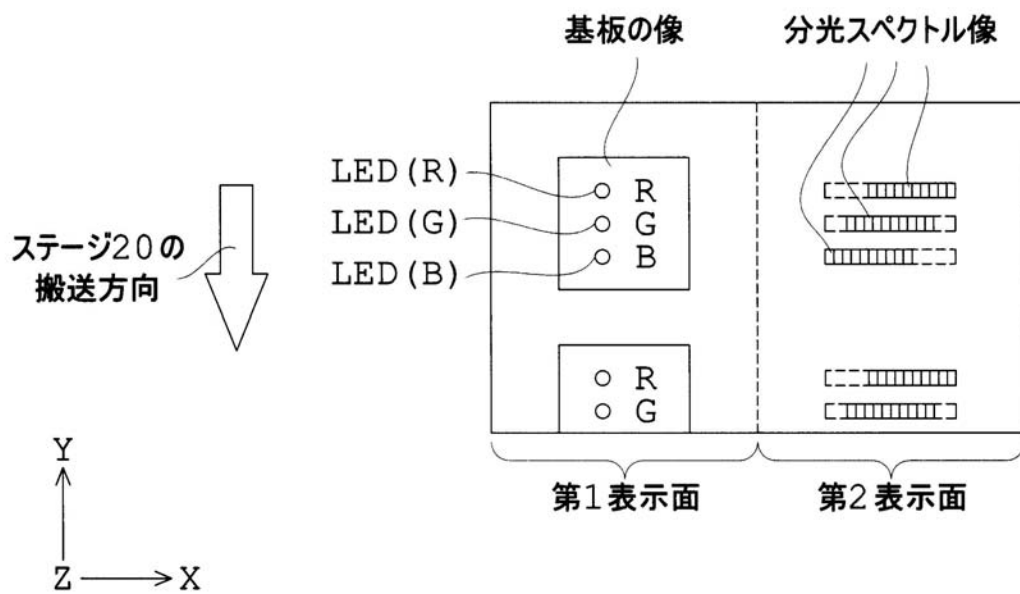 基板の像
分光スペクトル像
LED(R)
LED(G)
LED(B)
R
G
B
ステージ20の
搬送方向
R
G
第1表示面
第2表示面
Y
Z
X